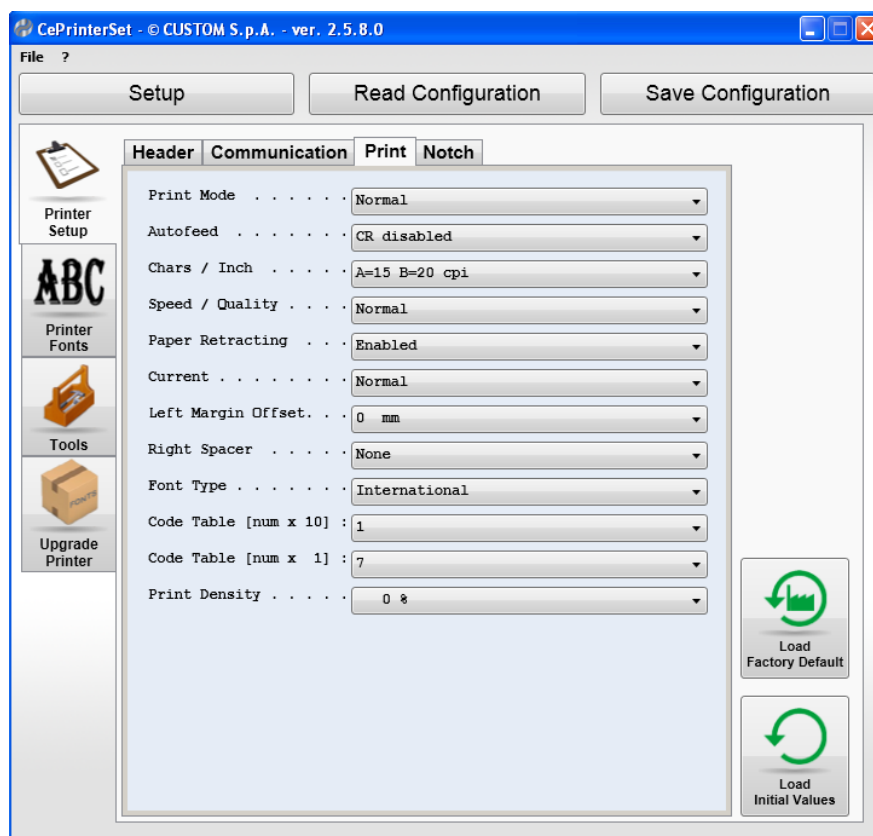 CePrinterSet - © CUSTOM S.p.A. - ver. 2.5.8.0
File ?
Setup Read Configuration Save Configuration
Header Communication Print Notch
Printer
Setup
ABC
Printer
Fonts
Tools
FONTS
Upgrade
Printer
Print Mode . . . . . . Normal
Autofeed . . . . . . . CR disabled
Chars / Inch . . . . . A=15 B=20 cpi
Speed / Quality . . . . Normal
Paper Retracting . . . Enabled
Current . . . . . . . . Normal
Left Margin Offset. . . 0 mm
Right Spacer . . . . . None
Font Type . . . . . . . International
Code Table [num x 10] : 1
Code Table [num x 1] : 7
Print Density . . . . . 0 %
Load
Factory Default
Load
Initial Values